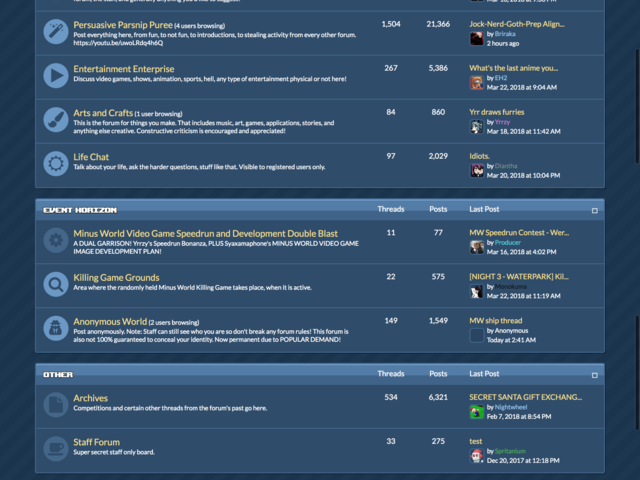 Persuasive Parsnip Puree (4 users browsing)
Post everything here, from fun, to not fun, to introductions, to stealing activity from every other forum.
1,504
21,366
Jock-Nerd-Goth-Prep Align...
by Briraka
2 hours ago
Entertainment Enterprise
Discuss video games, shows, animation, sports, hell, any type of entertainment physical or not here!
267
5,386
What's the last anime you...
by EH2
Mar 22, 2018 at 9:04 AM
Arts and Crafts (1 user browsing)
This is the forum for things you make. That includes music, art, games, applications, stories, and
anything else creative. Constructive criticism is encouraged and appreciated!
84
860
Yrr draws furries
by Yrrzy
Mar 18, 2018 at 11:42 AM
Life Chat
Talk about your life, ask the harder questions, stuff like that. Visible to registered users only.
97
2,029
Idiots.
by Diantha
Mar 20, 2018 at 10:04 PM
EVENT HORIZON
Threads
Posts
Last Post
Minus World Video Game Speedrun and Development Double Blast
A DUAL GARRISON! Yrrzy's Speedrun Bonanza, PLUS Syaxamaphone's MINUS WORLD VIDEO GAME
IMAGE DEVELOPMENT PLAN!
11
77
MW Speedrun Contest - Wer...
by Producer
Mar 16, 2018 at 4:02 PM
Killing Game Grounds
Area where the randomly held Minus World Killing Game takes place, when it is active.
22
575
[NIGHT 3 - WATERPARK] Kil...
by Monokuma
Mar 22, 2018 at 11:19 AM
Anonymous World (2 users browsing)
Post anonymously. Note: Staff can still see who you are so don't break any forum rules! This forum is
also not 100% guaranteed to conceal your identity. Now permanent due to POPULAR DEMAND!
149
1,549
MW ship thread
by Anonymous
Today at 2:41 AM
OTHER
Threads
Posts
Last Post
Archives
Competitions and certain other threads from the forum's past go here.
534
6,321
SECRET SANTA GIFT EXCHANG...
by Nightwheel
Feb 7, 2018 at 8:54 PM
Staff Forum
Super secret staff only board.
33
275
test
by Spritanium
Dec 20, 2017 at 12:18 PM